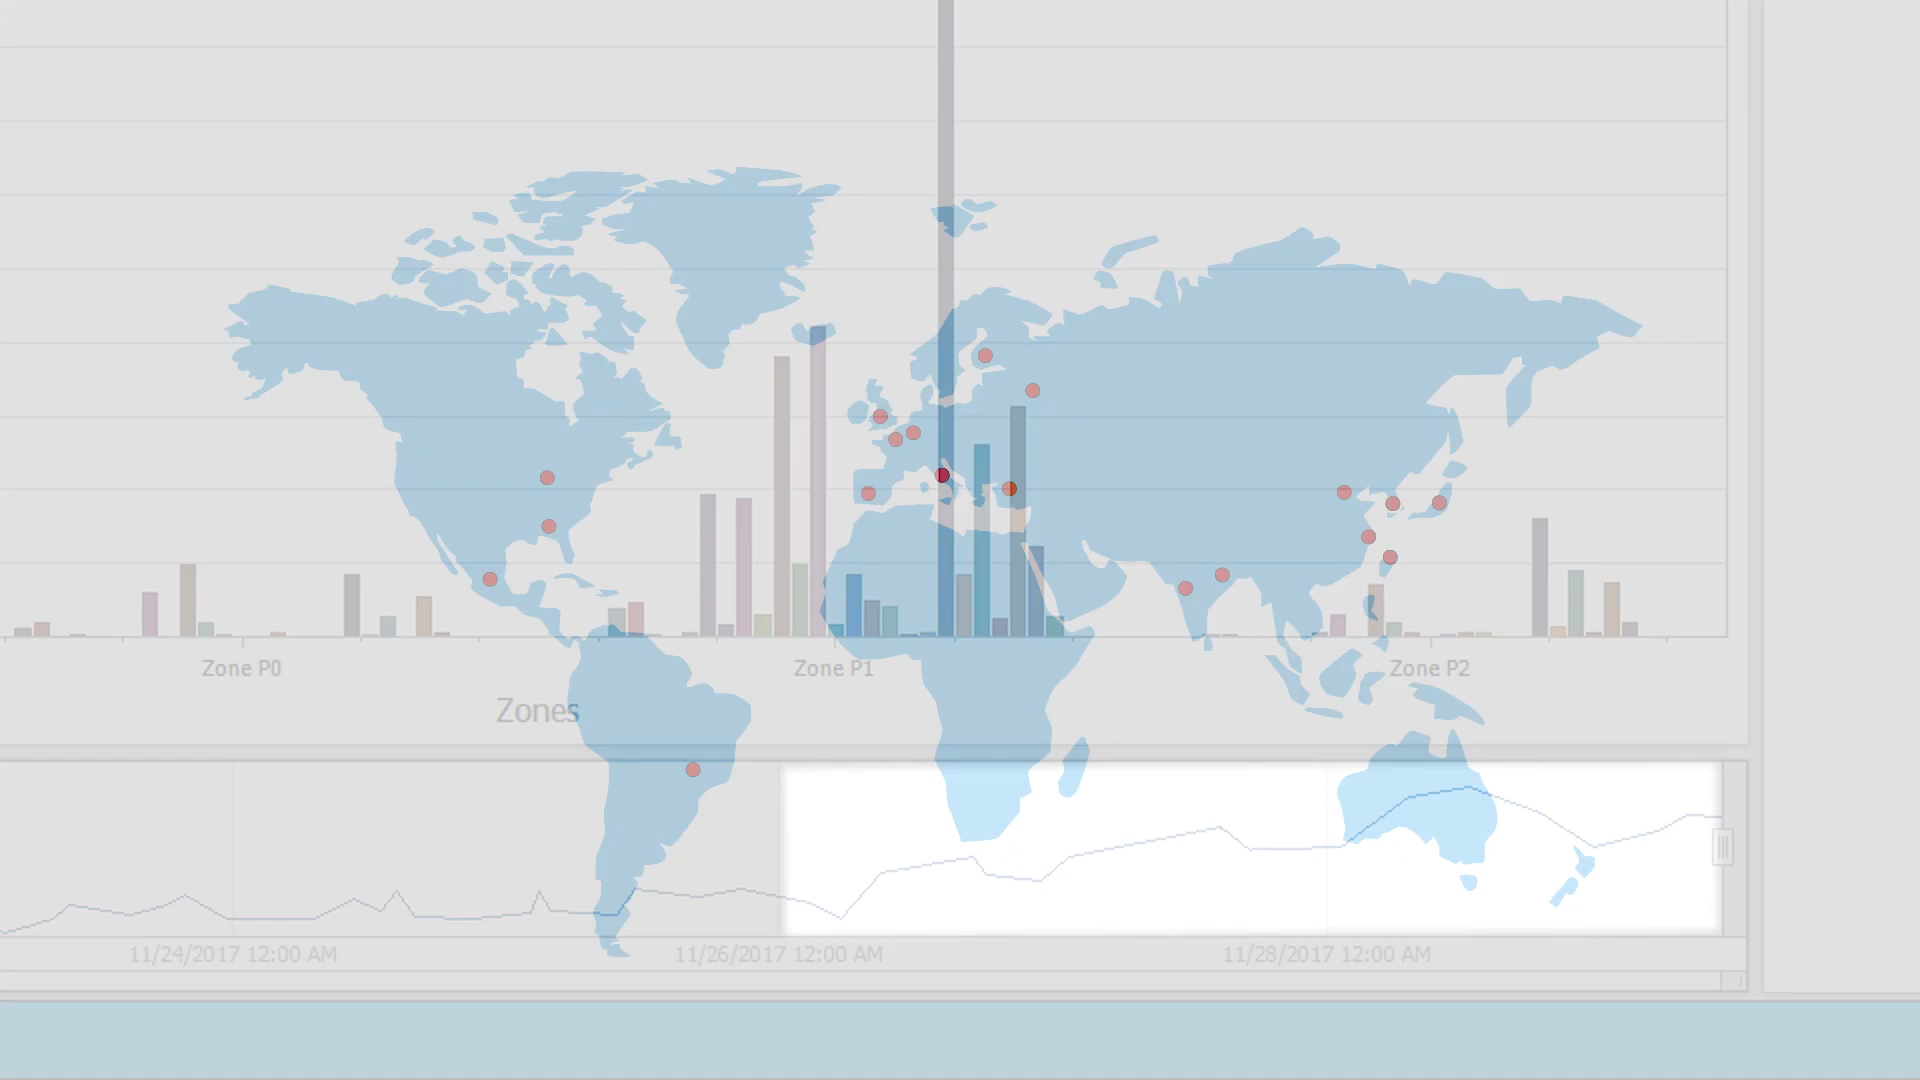 Zone P0
Zone P1
Zone P2
Zones
11/24/2017 12:00 AM
11/26/2017 12:00 AM
11/28/2017 12:00 AM